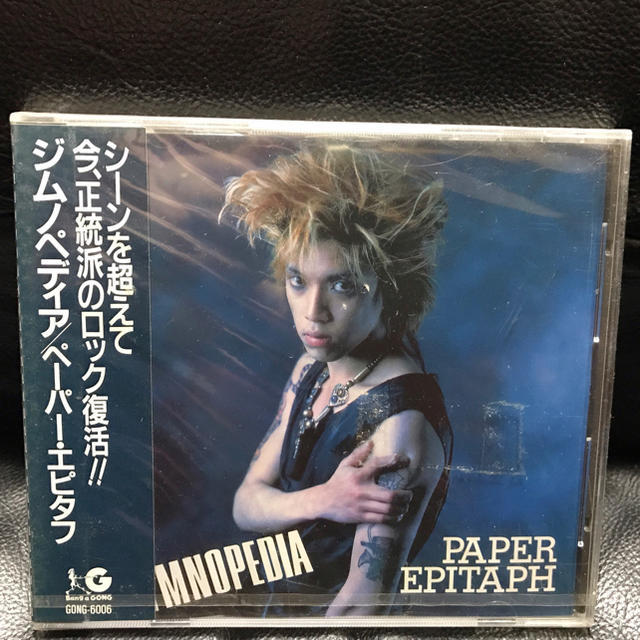 シーンを超えて
今、正統派のロック復活!!
ジムノペディア/ペーパー・エピタフ
G
Bang a GONG
GONG-6006
MNOPEDIA
PAPER
EPITAPH